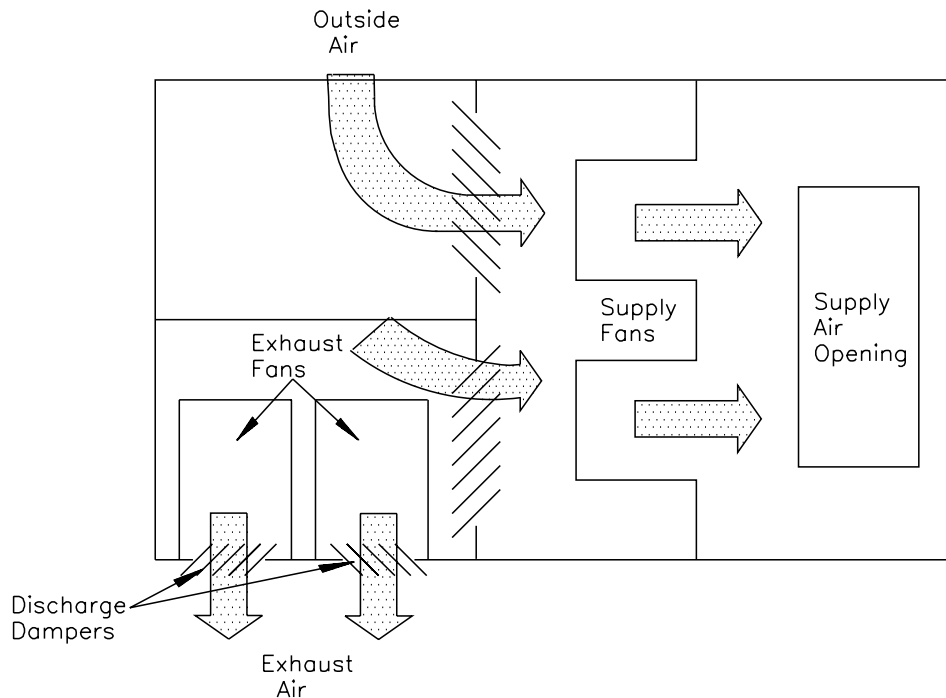 Outside
Air
Exhaust
Fans
Supply
Fans
Supply
Air
Opening
Discharge
Dampers
Exhaust
Air